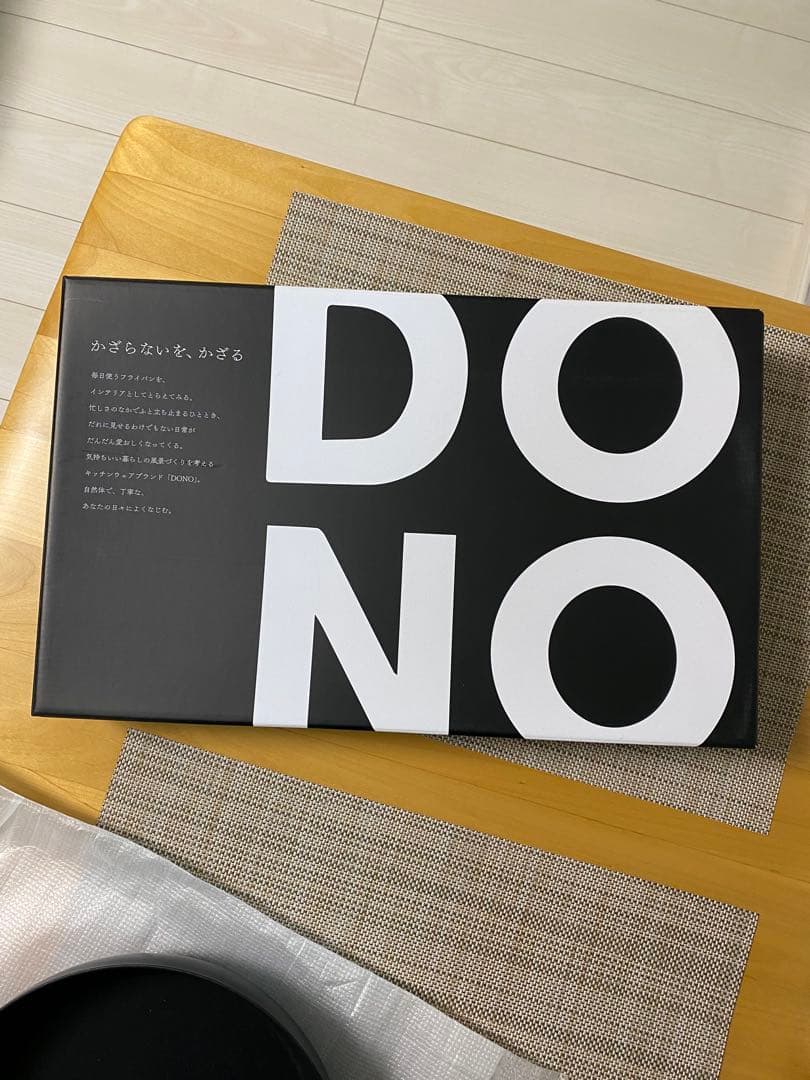 かざらないを、かざる
毎日使うフライパンを、
インテリアとしてとらえてみる。
忙しさのなかでふと立ち止まるひととき、
だれに見せるわけでもない日常が
だんだん愛おしくなってくる。
気持ちいい暮らしの風景づくりを考える
キッチンウェアブランド「DONO」。
自然体で、丁寧な、
あなたの日々によくなじむ。
DO
NO